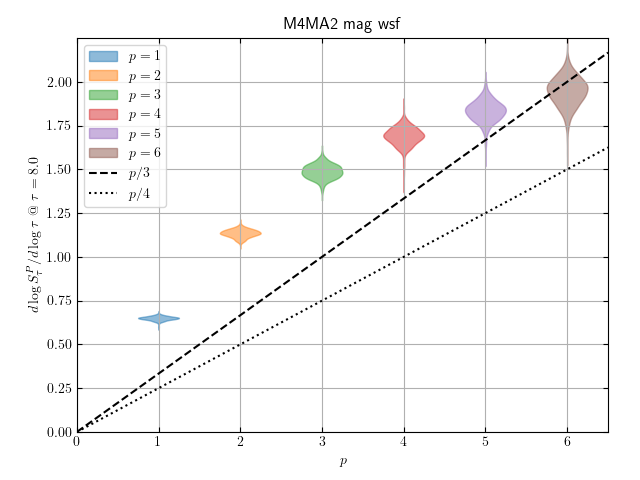 M4MA2 mag wsf
p = 1
p = 2
p = 3
p = 4
p = 5
p = 6
p/3
p/4
d log S_τ^P / d log τ @ τ = 8.0
2.00
1.75
1.50
1.25
1.00
0.75
0.50
0.25
0.00
0 1 2 3 4 5 6
p